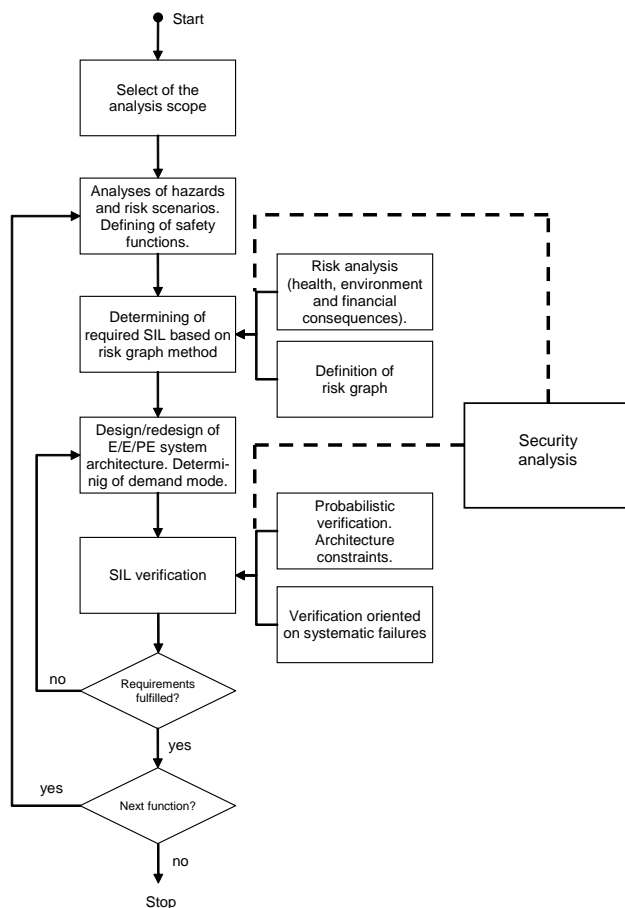 Start
Select of the
analysis scope
Analyses of hazards
and risk scenarios.
Defining of safety
functions.
Risk analysis
(health, environment
and financial
consequences).
Determining of
required SIL based on
risk graph method
Definition of
risk graph
Design/redesign of
E/E/PE system
architecture. Determi-
nig of demand mode.
Security
analysis
Probabilistic
verification.
Architecture
constraints.
SIL verification
Verification oriented
on systematic failures
Requirements
fulfilled?
no
yes
Next function?
yes
no
Stop